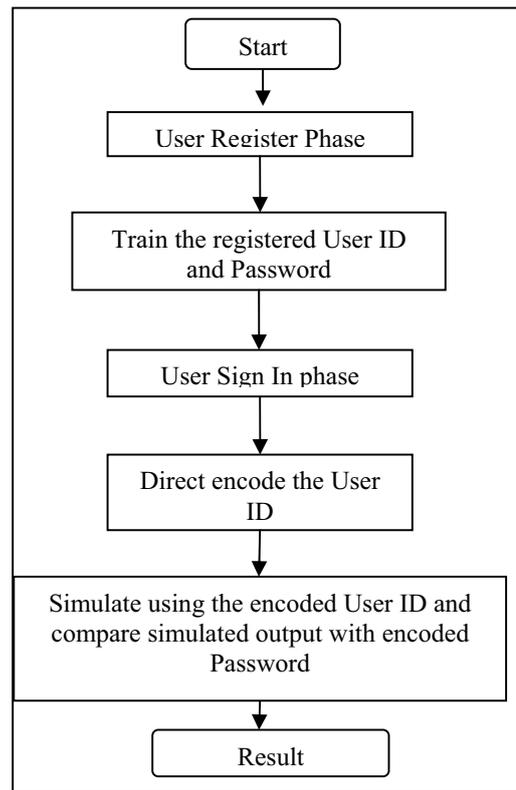 Start
User Register Phase
Train the registered User ID
and Password
User Sign In phase
Direct encode the User
ID
Simulate using the encoded User ID and
compare simulated output with encoded
Password
Result